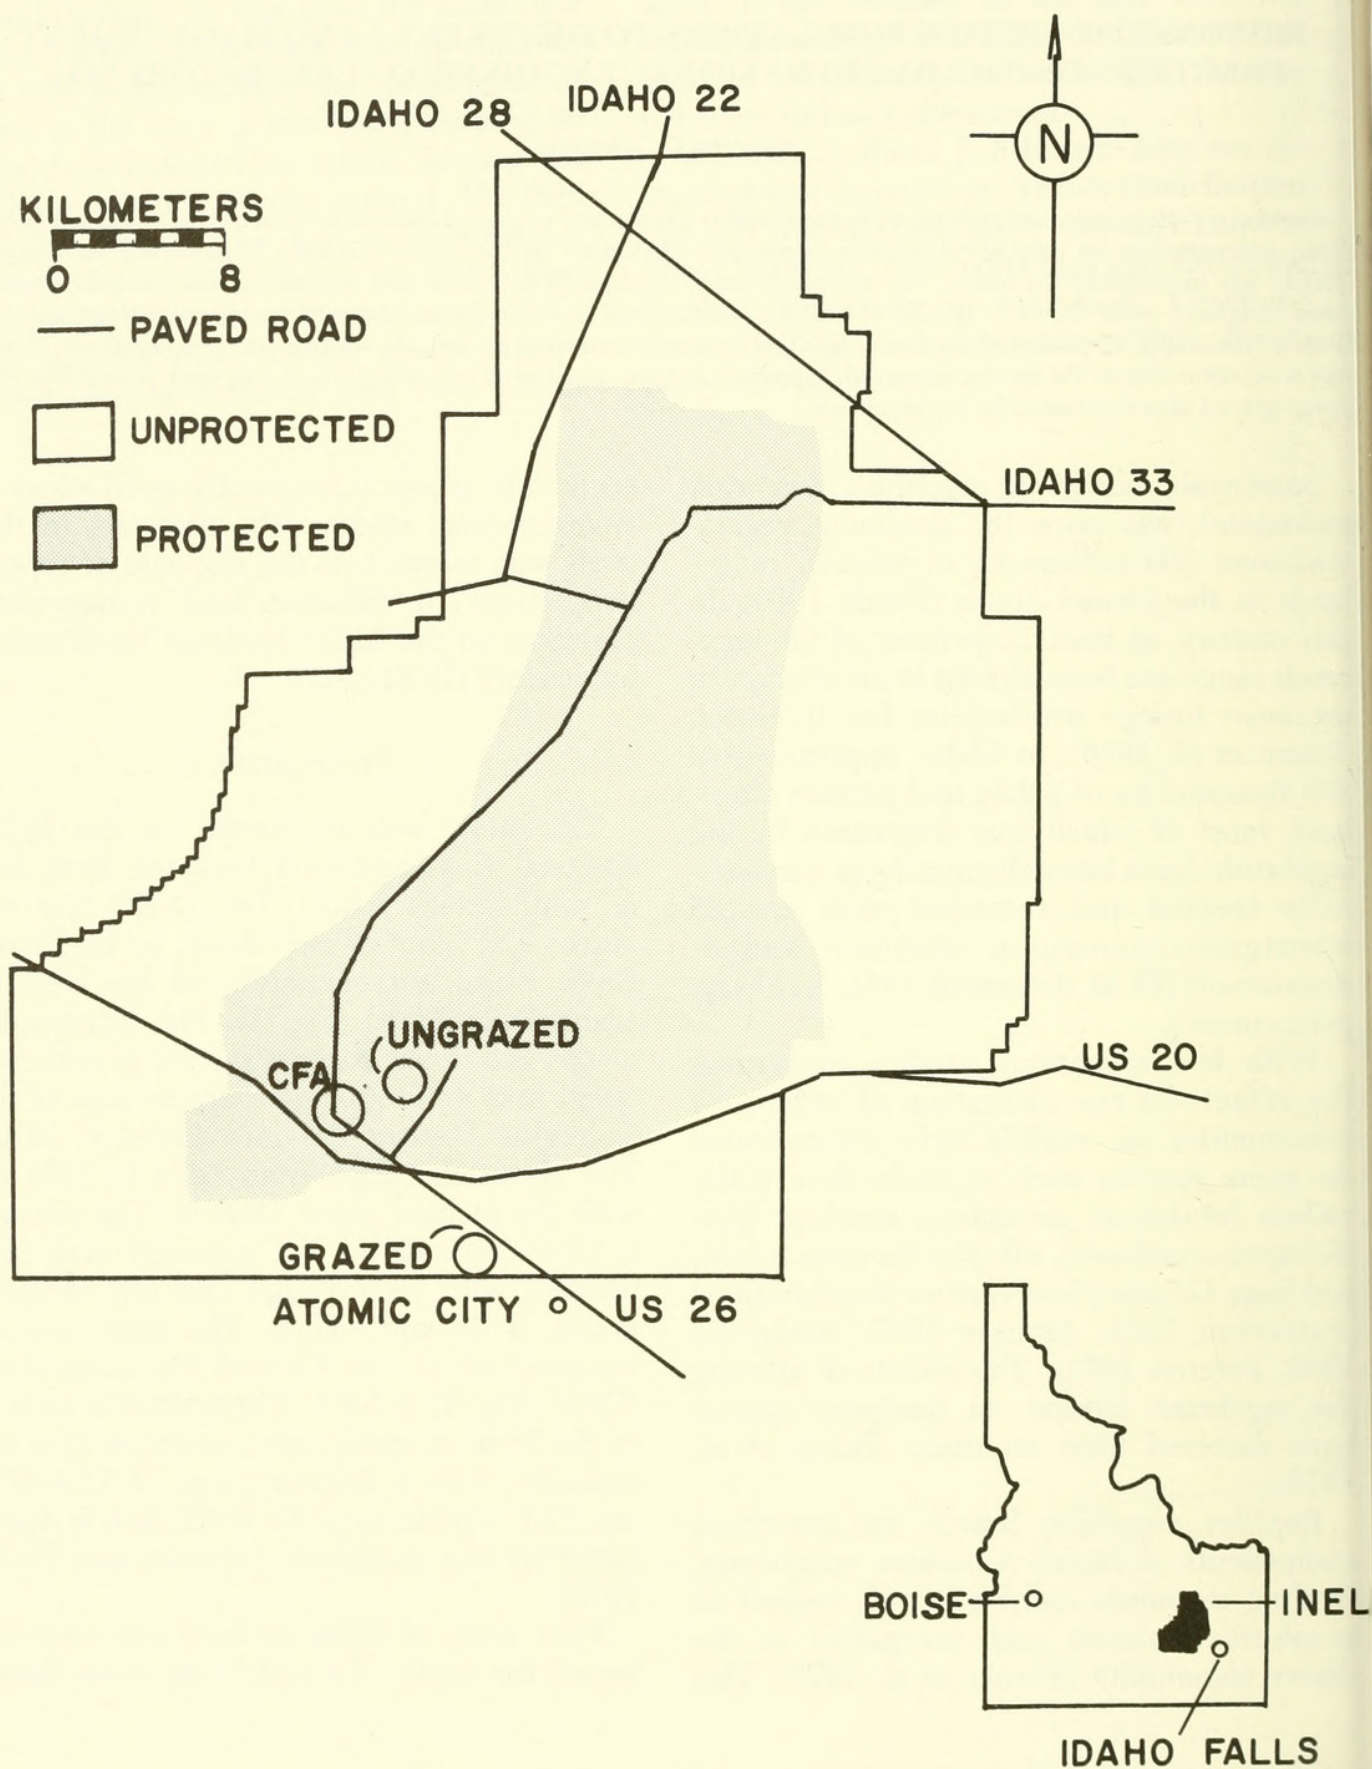 IDAHO 28
IDAHO 22
N
KILOMETERS
0 8
PAVED ROAD
UNPROTECTED
PROTECTED
IDAHO 33
UNGRAZED
CFA
US 20
GRAZED
ATOMIC CITY
US 26
BOISE
INEL
IDAHO FALLS